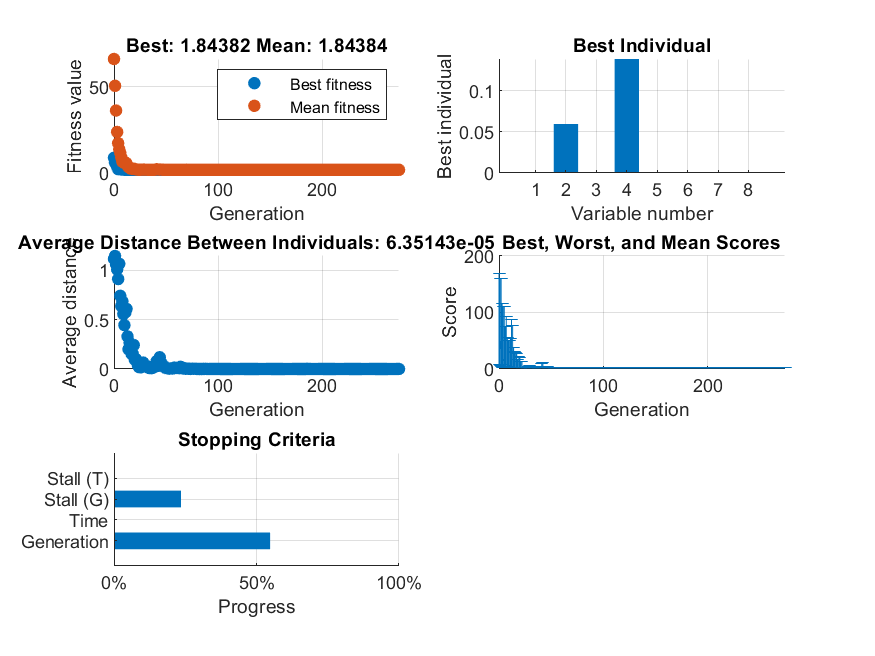 Best: 1.84382 Mean: 1.84384
Fitness value
50
0
Best fitness
Mean fitness
0 100 200
Generation
Best Individual
Best individual
0.1
0.05
0
1 2 3 4 5 6 7 8
Variable number
Average Distance Between Individuals: 6.35143e-05
Average distance
1
0.5
0
0 100 200
Generation
Best, Worst, and Mean Scores
Score
200
100
0
0 100 200
Generation
Stopping Criteria
Stall (T)
Stall (G)
Time
Generation
0% 50% 100%
Progress